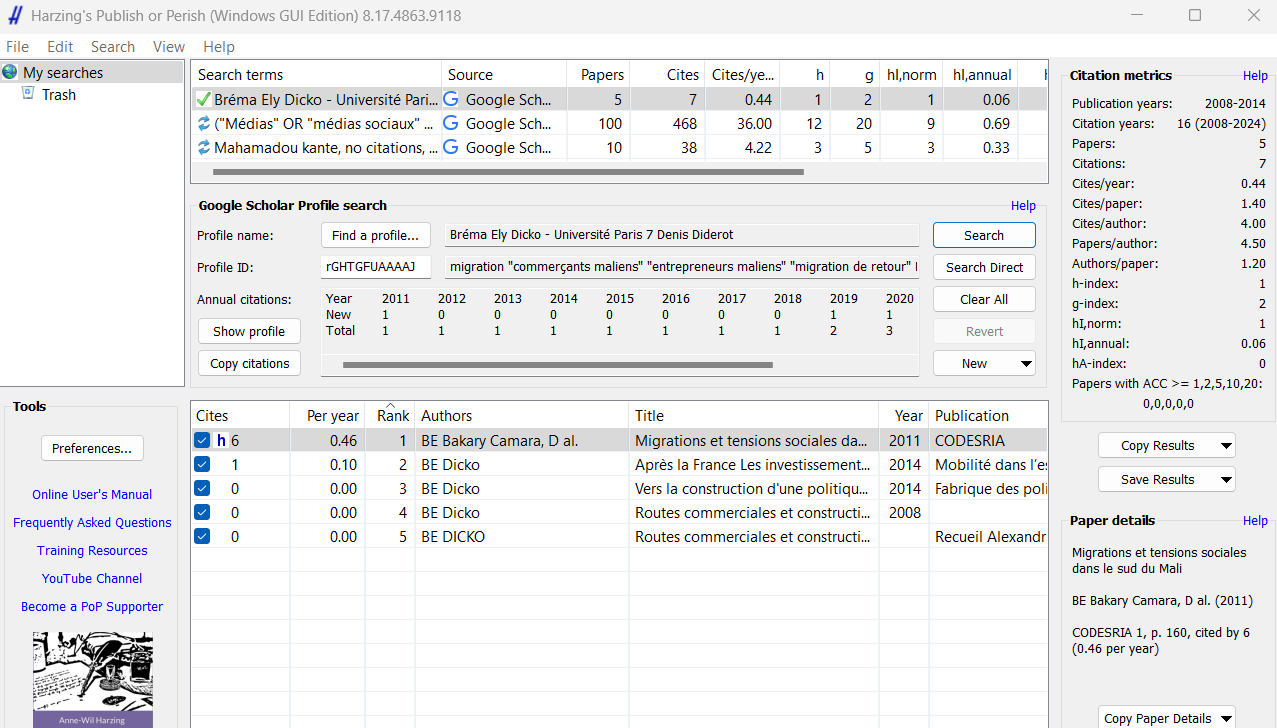 Harzing's Publish or Perish (Windows GUI Edition) 8.17.4863.9118
File Edit Search View Help
My searches
Trash
Search terms Source Papers Cites Cites/ye... h g hI,norm hI,annual
Bréma Ely Dicko - Université Pari... Google Sch... 5 7 0.44 1 2 1 0.06
("Médias" OR "médias sociaux" ... Google Sch... 100 468 36.00 12 20 9 0.69
Mahamadou kante, no citations, ... Google Sch... 10 38 4.22 3 5 3 0.33
Google Scholar Profile search Help
Profile name: Find a profile... Bréma Ely Dicko - Université Paris 7 Denis Diderot Search
Profile ID: rGHTGFUAAAAJ migration "commerçants maliens" "entrepreneurs maliens" "migration de retour" Search Direct
Annual citations: Year 2011 2012 2013 2014 2015 2016 2017 2018 2019 2020 Clear All
New 1 0 0 0 0 0 0 0 1 1
Show profile Total 1 1 1 1 1 1 1 1 2 3 Revert
Copy citations New
Cites Per year Rank Authors Title Year Publication
h 6 0.46 1 BE Bakary Camara, D al. Migrations et tensions sociales da... 2011 CODESRIA
1 0.10 2 BE Dicko Après la France Les investissement... 2014 Mobilité dans l'es
0 0.00 3 BE Dicko Vers la construction d'une politiqu... 2014 Fabrique des poli
0 0.00 4 BE Dicko Routes commerciales et constructi... 2008
0 0.00 5 BE DICKO Routes commerciales et constructi... Recueil Alexandr
Tools
Preferences...
Online User's Manual
Frequently Asked Questions
Training Resources
YouTube Channel
Become a PoP Supporter
Anne-Wil Harzing
Citation metrics Help
Publication years: 2008-2014
Citation years: 16 (2008-2024)
Papers: 5
Citations: 7
Cites/year: 0.44
Cites/paper: 1.40
Cites/author: 4.00
Papers/author: 4.50
Authors/paper: 1.20
h-index: 1
g-index: 2
hI,norm: 1
hI,annual: 0.06
hA-index: 0
Papers with ACC >= 1,2,5,10,20:
0,0,0,0,0
Copy Results
Save Results
Paper details Help
Migrations et tensions sociales
dans le sud du Mali
BE Bakary Camara, D al. (2011)
CODESRIA 1, p. 160, cited by 6
(0.46 per year)
Copy Paper Details